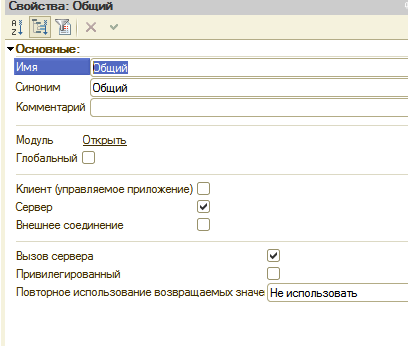 Свойства: Общий
Основные:
Имя Общий
Синоним Общий
Комментарий
Модуль Открыть
Глобальный
Клиент (управляемое приложение)
Сервер
Внешнее соединение
Вызов сервера
Привилегированный
Повторное использование возвращаемых значе Не использовать